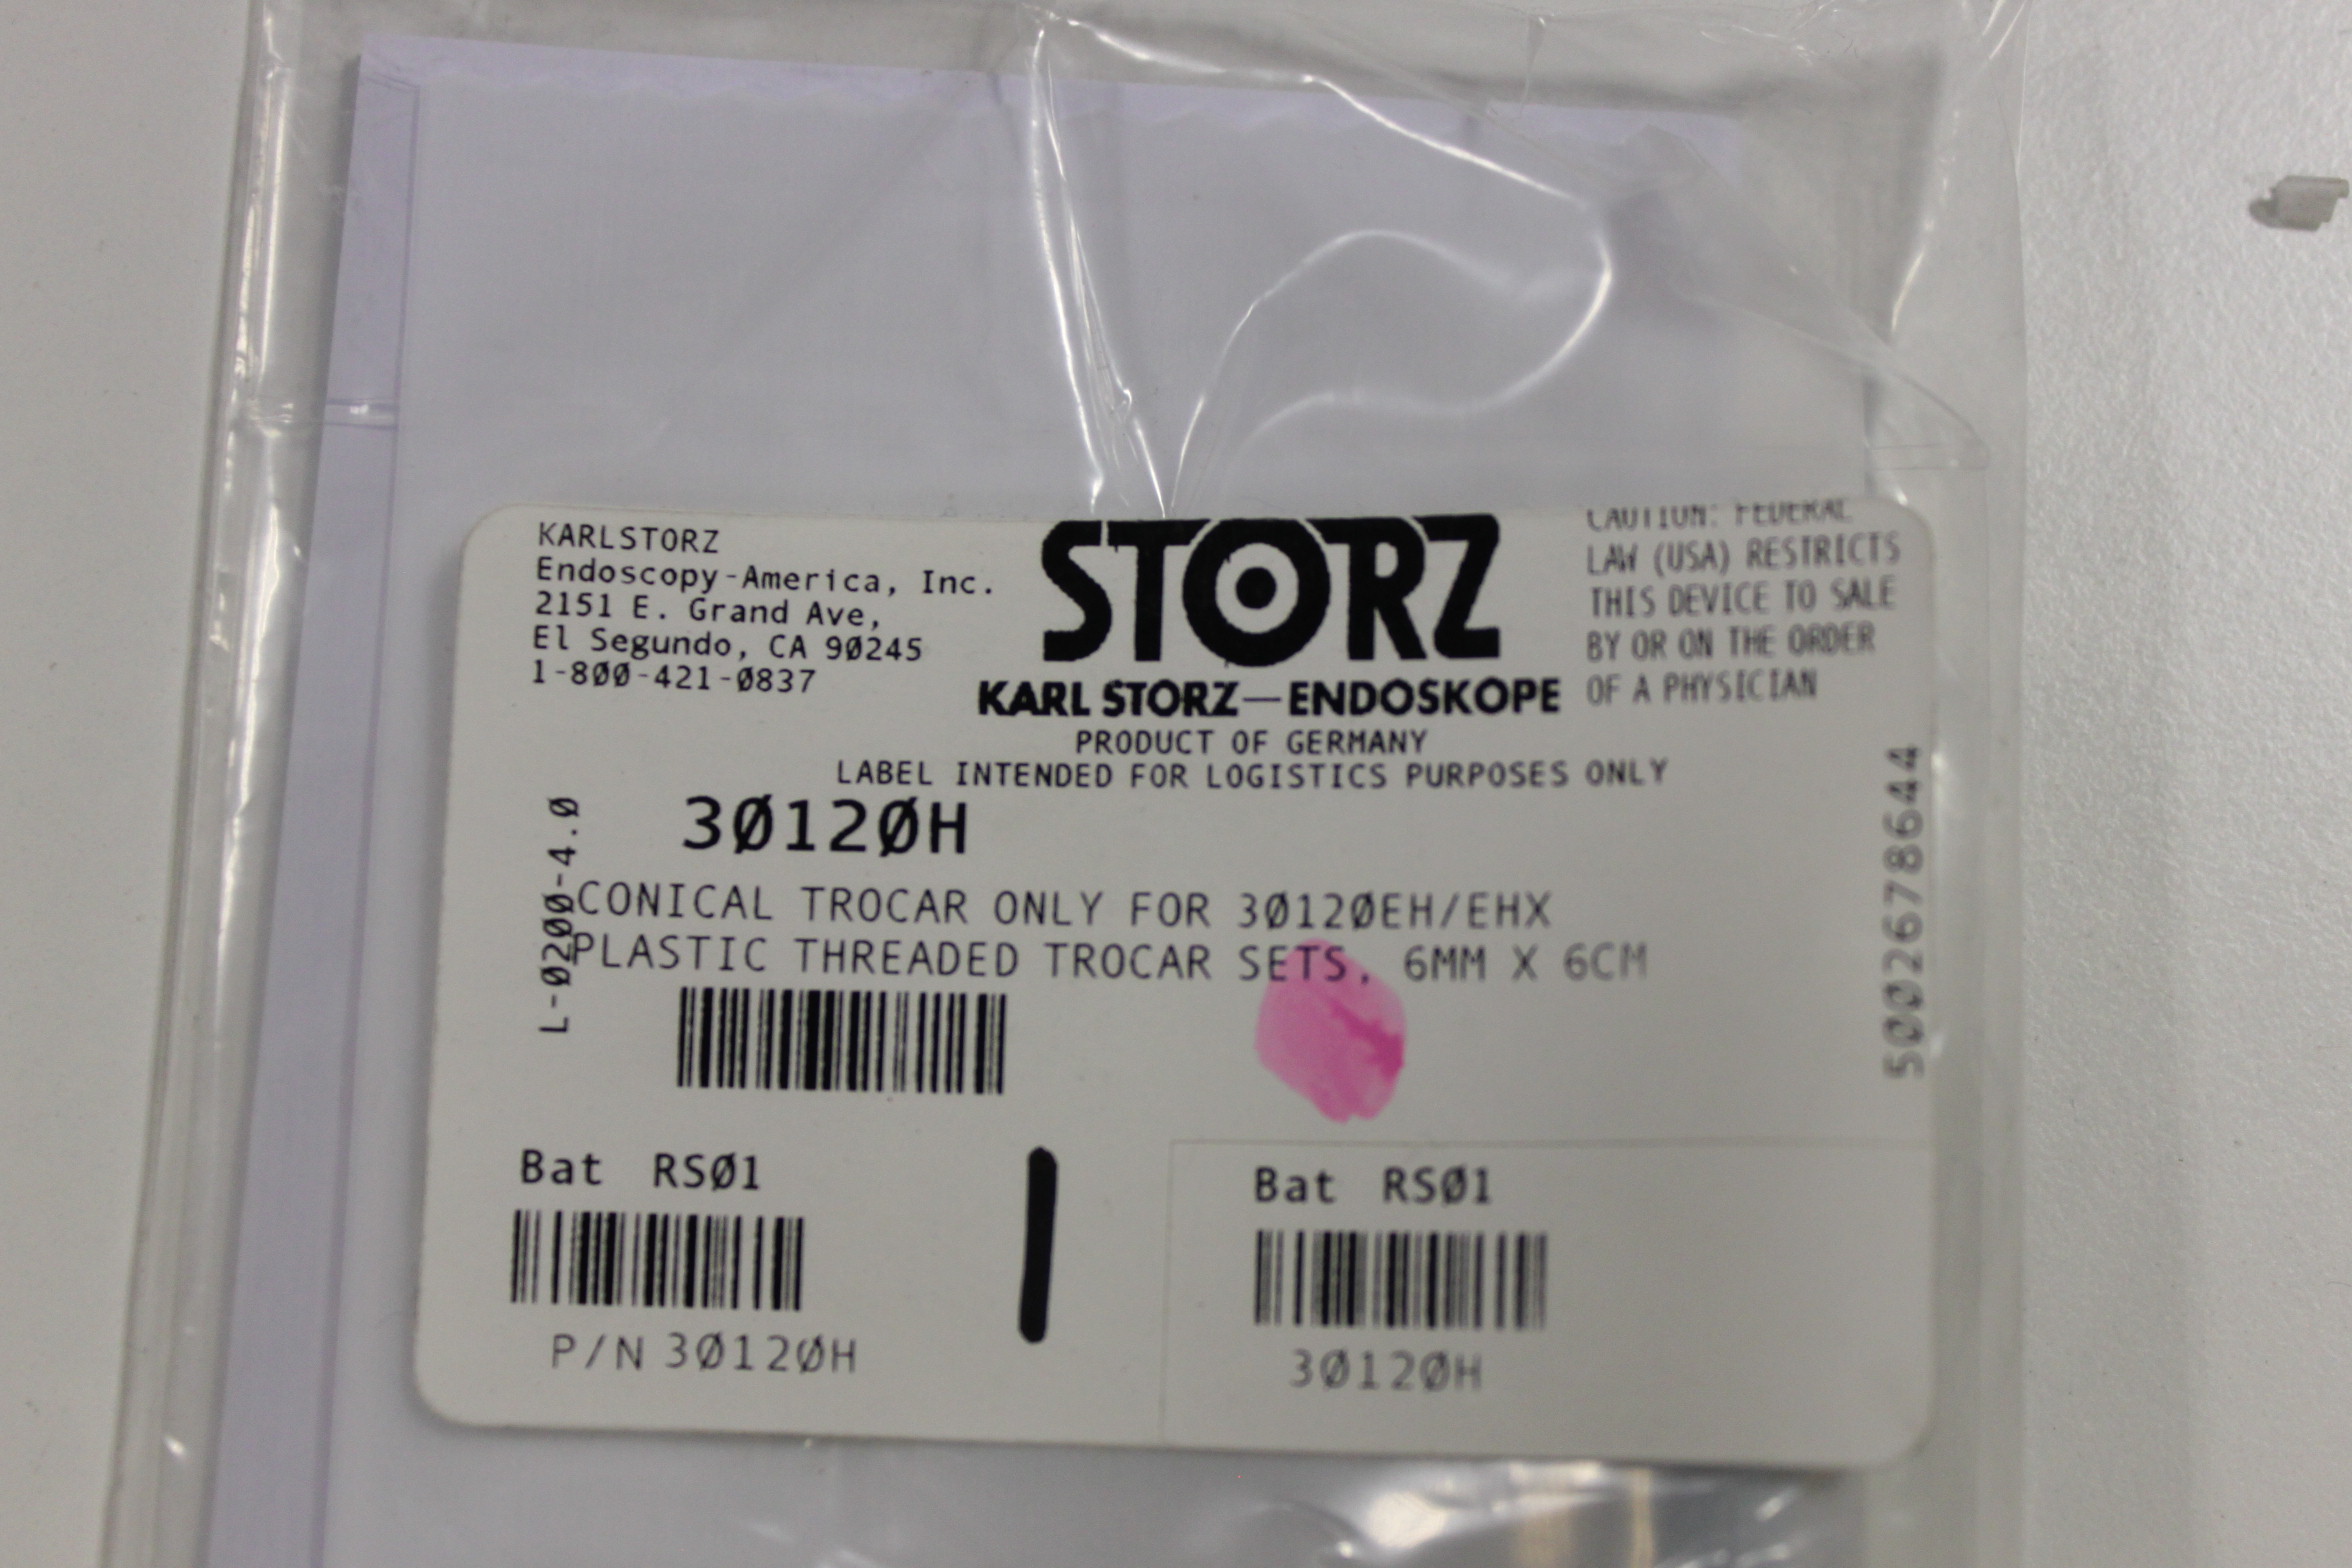 KARLSTORZ
Endoscopy-America, Inc.
2151 E. Grand Ave,
El Segundo, CA 90245
1-800-421-0837
STORZ
KARL STORZ—ENDOSKOPE
PRODUCT OF GERMANY
LABEL INTENDED FOR LOGISTICS PURPOSES ONLY
CAUTION: FEDERAL
LAW (USA) RESTRICTS
THIS DEVICE TO SALE
BY OR ON THE ORDER
OF A PHYSICIAN
30120H
L-0200-4.0
CONICAL TROCAR ONLY FOR 30120EH/EHX
PLASTIC THREADED TROCAR SETS, 6MM X 6CM
5002678644
Bat RS01
P/N 30120H
1
Bat RS01
30120H